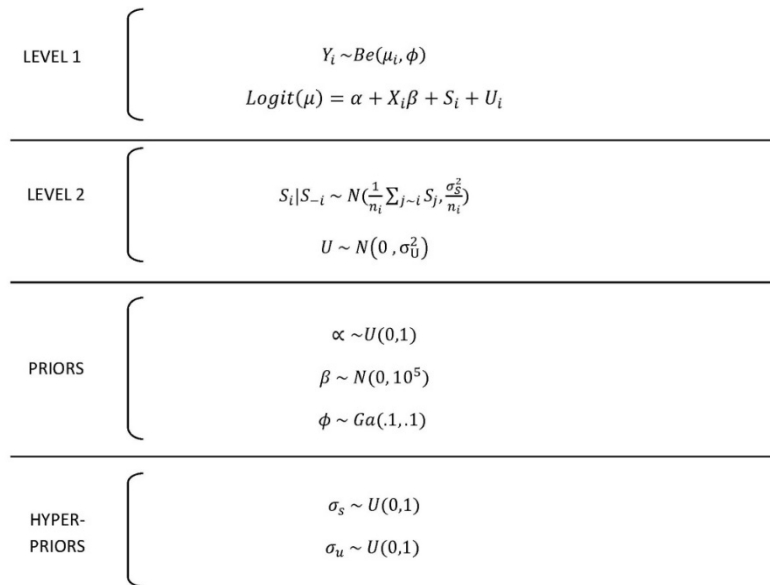 LEVEL 1
Y_i ~Be(μ_i, ϕ)
Logit(μ) = α + X_iβ + S_i + U_i
LEVEL 2
S_i|S_{-i} ~ N(\frac{1}{n_i} ∑_{j~i} S_j, \frac{σ_S^2}{n_i})
U ~ N(0 , σ_U^2)
PRIORS
∝ ~U(0,1)
β ~ N(0, 10^5)
ϕ ~ Ga(.1,.1)
HYPER-
PRIORS
σ_s ~ U(0,1)
σ_u ~ U(0,1)